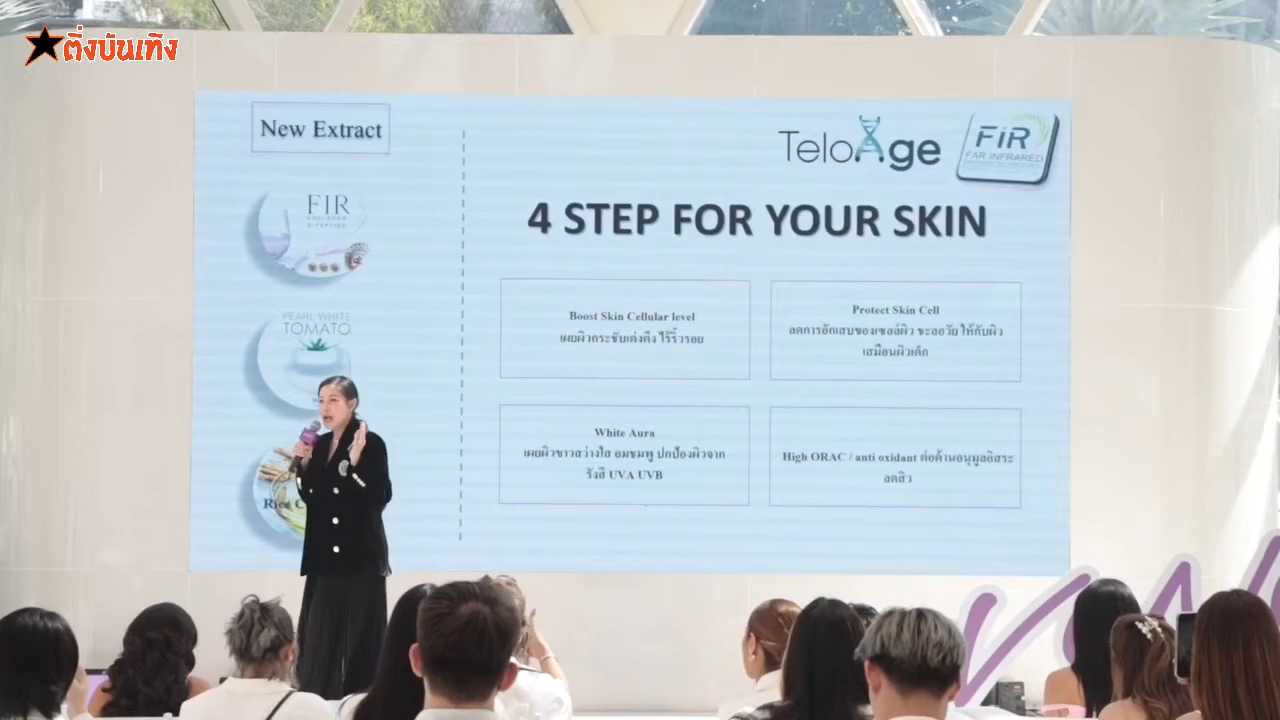 ติ่งบันเทิง
New Extract
FIR
COLLAGEN
DIPEPTIDE
PEARL WHITE
TOMATO
TeloAge
FIR
FAR INFRARED
4 STEP FOR YOUR SKIN
Boost Skin Cellular level
เผยผิวกระชับเต่งตึง ไร้ริ้วรอย
Protect Skin Cell
ลดการอักเสบของเซลล์ผิว ชะลอวัย ให้กับผิว
เสมือนผิวเด็ก
White Aura
เผยผิวขาวสว่างใส อมชมพู ปกป้องผิวจาก
รังสี UVA UVB
High ORAC / anti oxidant ต่อต้านอนุมูลอิสระ
ลดสิว
Rice